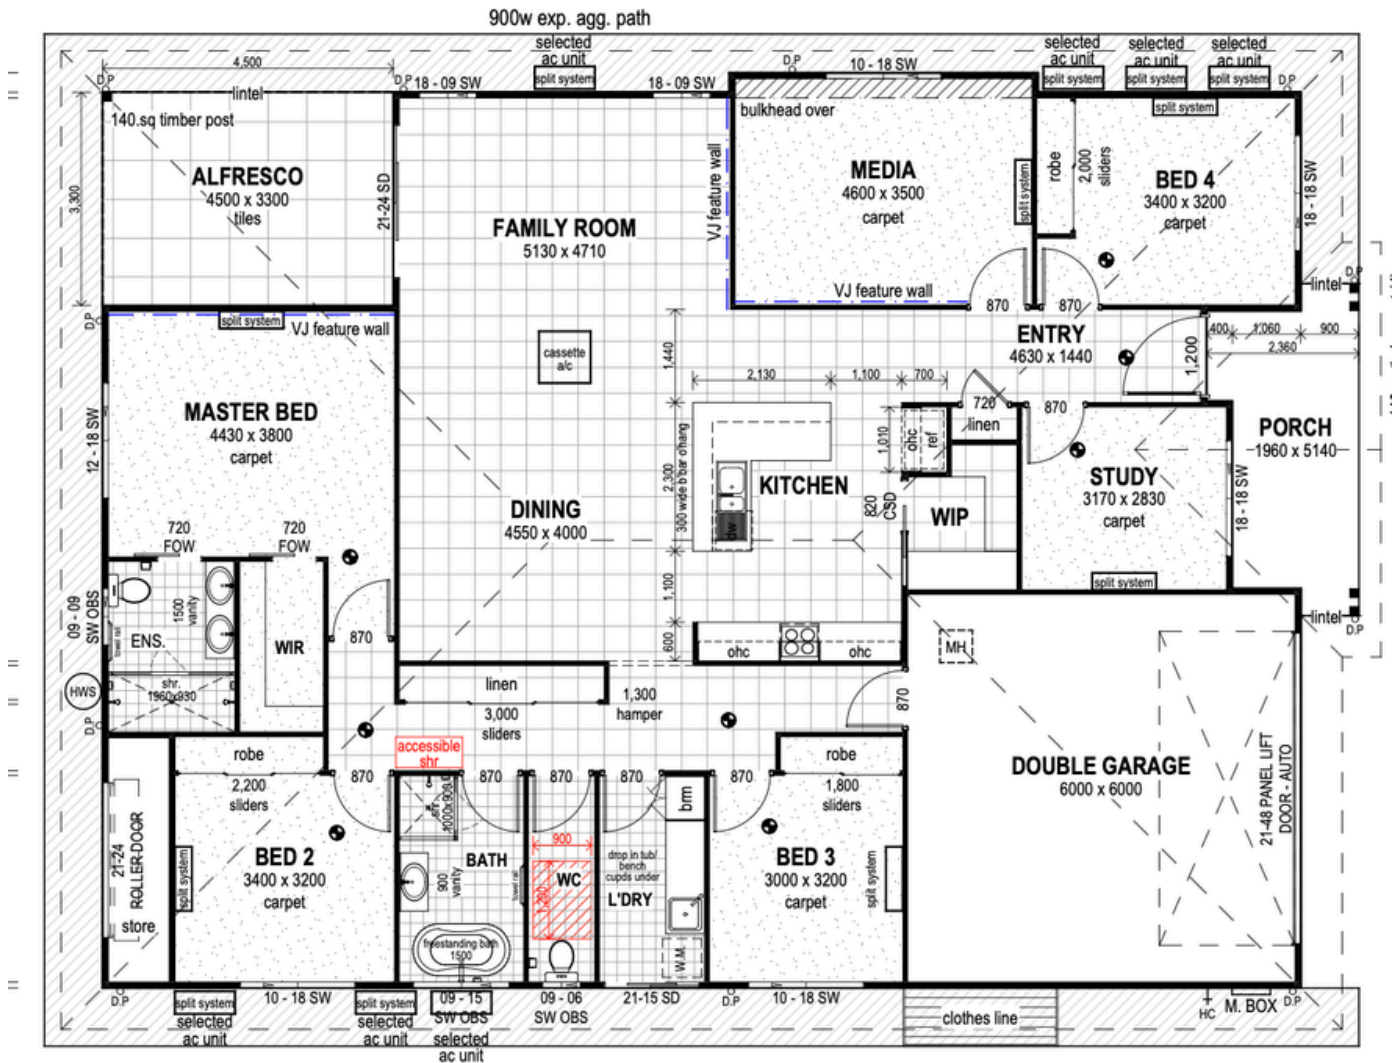 900w exp. agg. path
selected
ac unit
split system
selected
ac unit
split system
selected
ac unit
split system
selected
ac unit
split system
4,500
D.P
D.P
18 - 09 SW
18 - 09 SW
D.P
10 - 18 SW
D.P
lintel
140.sq timber post
3,300
ALFRESCO
4500 x 3300
tiles
21-24 SD
FAMILY ROOM
5130 x 4710
VJ feature wall
bulkhead over
MEDIA
4600 x 3500
carpet
split system
VJ feature wall
robe
2,000
sliders
split system
BED 4
3400 x 3200
carpet
18 - 18 SW
lintel
D.P
870
870
D.P
split system
VJ feature wall
cassette
a/c
1,440
ENTRY
4630 x 1440
1,200
400
1,060
900
2,360
MASTER BED
4430 x 3800
carpet
12 - 18 SW
2,130
1,100
700
720
linen
870
1,010
ohc
ref
PORCH
1960 x 5140
300 wide b'bar o'hang
2,300
KITCHEN
dw
820
CSD
WIP
STUDY
3170 x 2830
carpet
18 - 18 SW
DINING
4550 x 4000
720
FOW
720
FOW
1,100
split system
09 - 09
SW OBS
1500
vanity
towel rail
ENS.
WIR
870
600
ohc
ohc
MH
lintel
D.P
HWS
shr.
1960x930
D.P
linen
3,000
sliders
1,300
hamper
870
accessible
shr
robe
2,200
sliders
870
870
870
870
870
robe
1,800
sliders
DOUBLE GARAGE
6000 x 6000
21-48 PANEL LIFT
DOOR - AUTO
21-24
ROLLER-DOOR
store
split system
BED 2
3400 x 3200
carpet
shr
1000x900
BATH
900
vanity
towel rail
freestanding bath
1500
900
1,200
WC
brm
drop in tub/
bench
cupds under
L'DRY
W.M.
BED 3
3000 x 3200
carpet
split system
D.P
10 - 18 SW
09 - 15
SW OBS
09 - 06
SW OBS
21-15 SD
D.P
10 - 18 SW
split system
selected
ac unit
split system
selected
ac unit
selected
ac unit
clothes line
HC
M. BOX
D.P